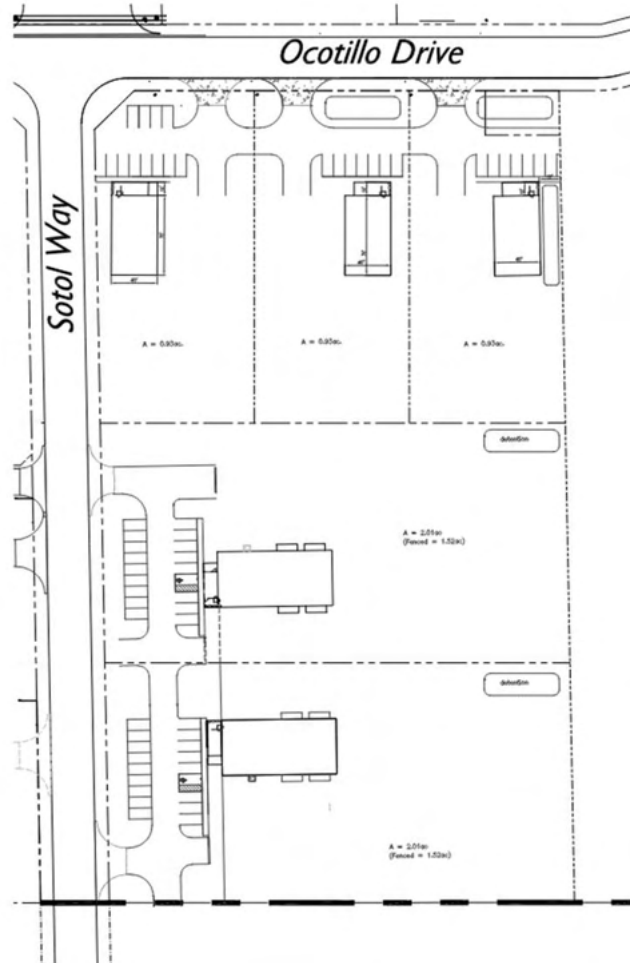 Ocotillo Drive
Sotol Way
A = 0.93ac.
A = 0.93ac.
A = 0.93ac.
detention
A = 2.01ac
(Fenced = 1.52ac)
detention
A = 2.01ac
(Fenced = 1.52ac)